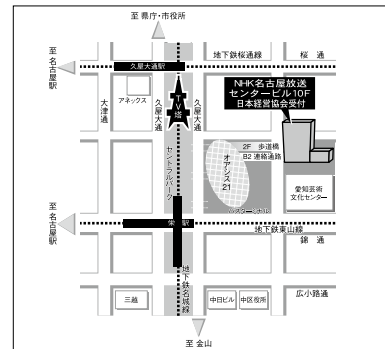 至 県庁・市役所
至 名古屋駅
久屋大通駅
地下鉄桜通線
桜 通
大津通
アネックス
久屋大通
TV塔
久屋大通
NHK名古屋放送
センタービル10F
日本経営協会受付
セントラルパーク
オアシス21
2F 歩道橋
B2 連絡通路
愛知芸術
文化センター
バスターミナル
至 名古屋駅
栄駅
地下鉄東山線
錦 通
地下鉄名城線
三越
中日ビル
中区役所
広小路通
至 金山